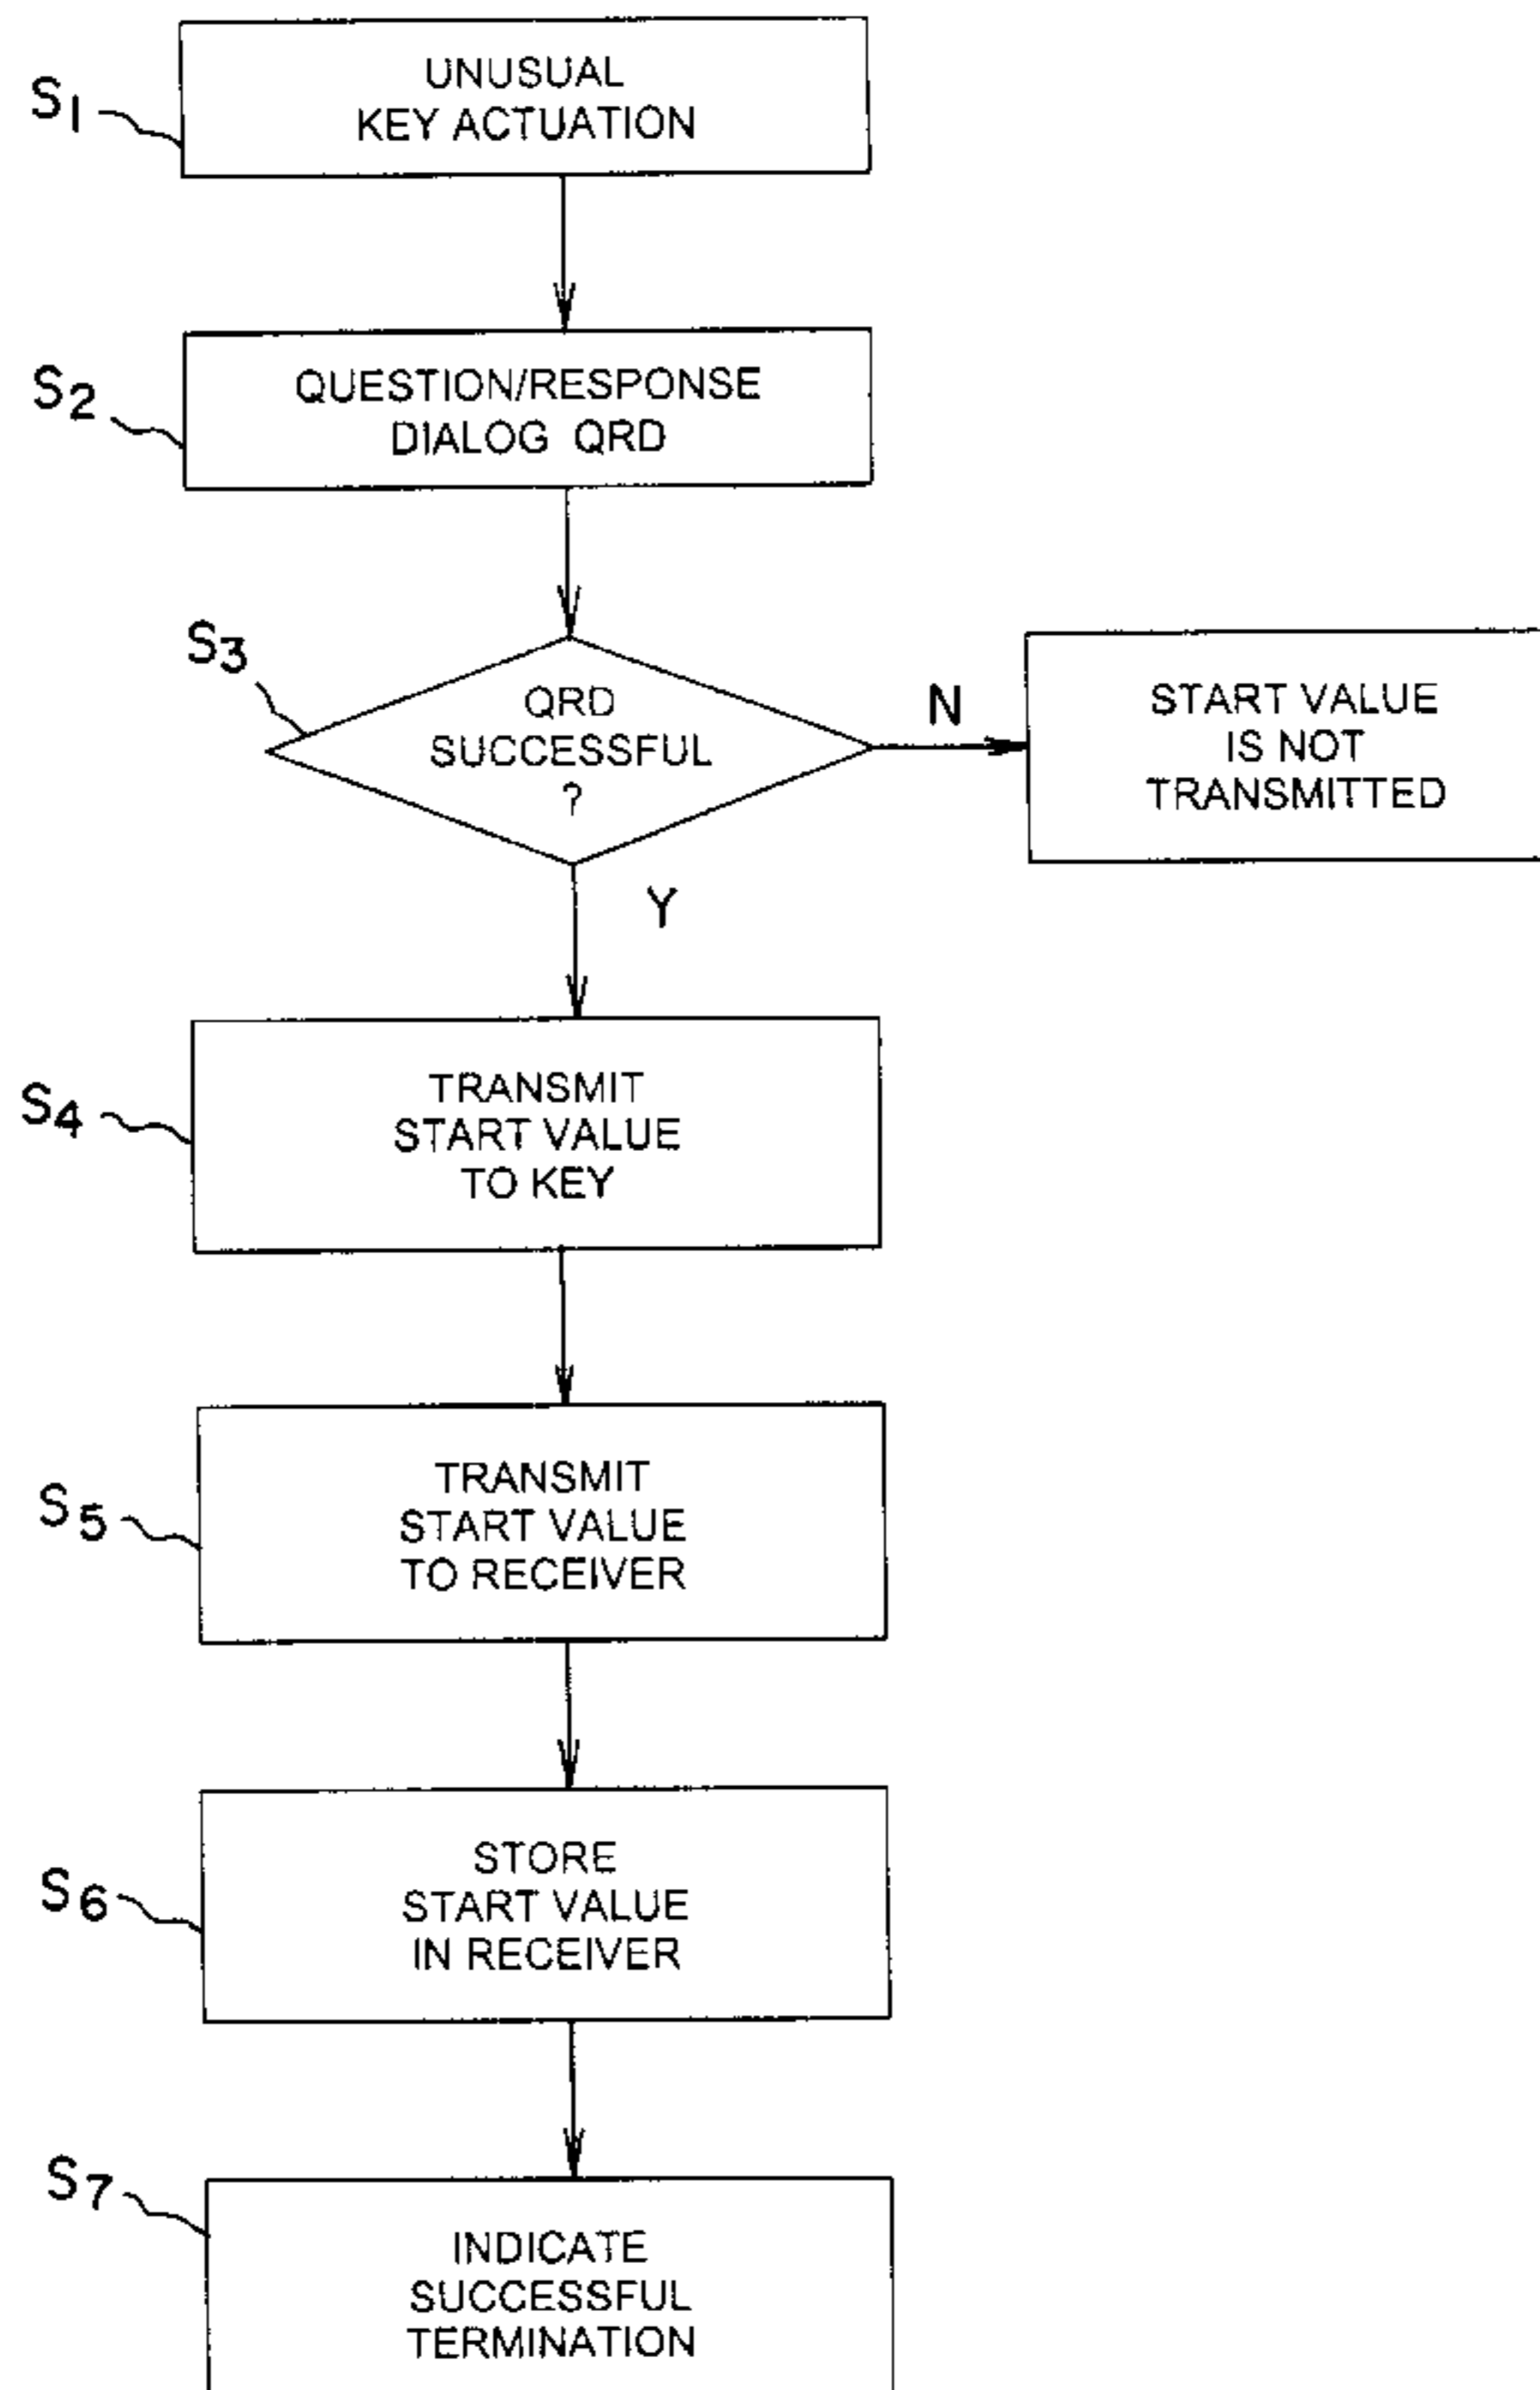 S1
UNUSUAL
KEY ACTUATION
S2
QUESTION/RESPONSE
DIALOG QRD
S3
QRD
SUCCESSFUL
?
N
START VALUE
IS NOT
TRANSMITTED
Y
S4
TRANSMIT
START VALUE
TO KEY
S5
TRANSMIT
START VALUE
TO RECEIVER
S6
STORE
START VALUE
IN RECEIVER
S7
INDICATE
SUCCESSFUL
TERMINATION